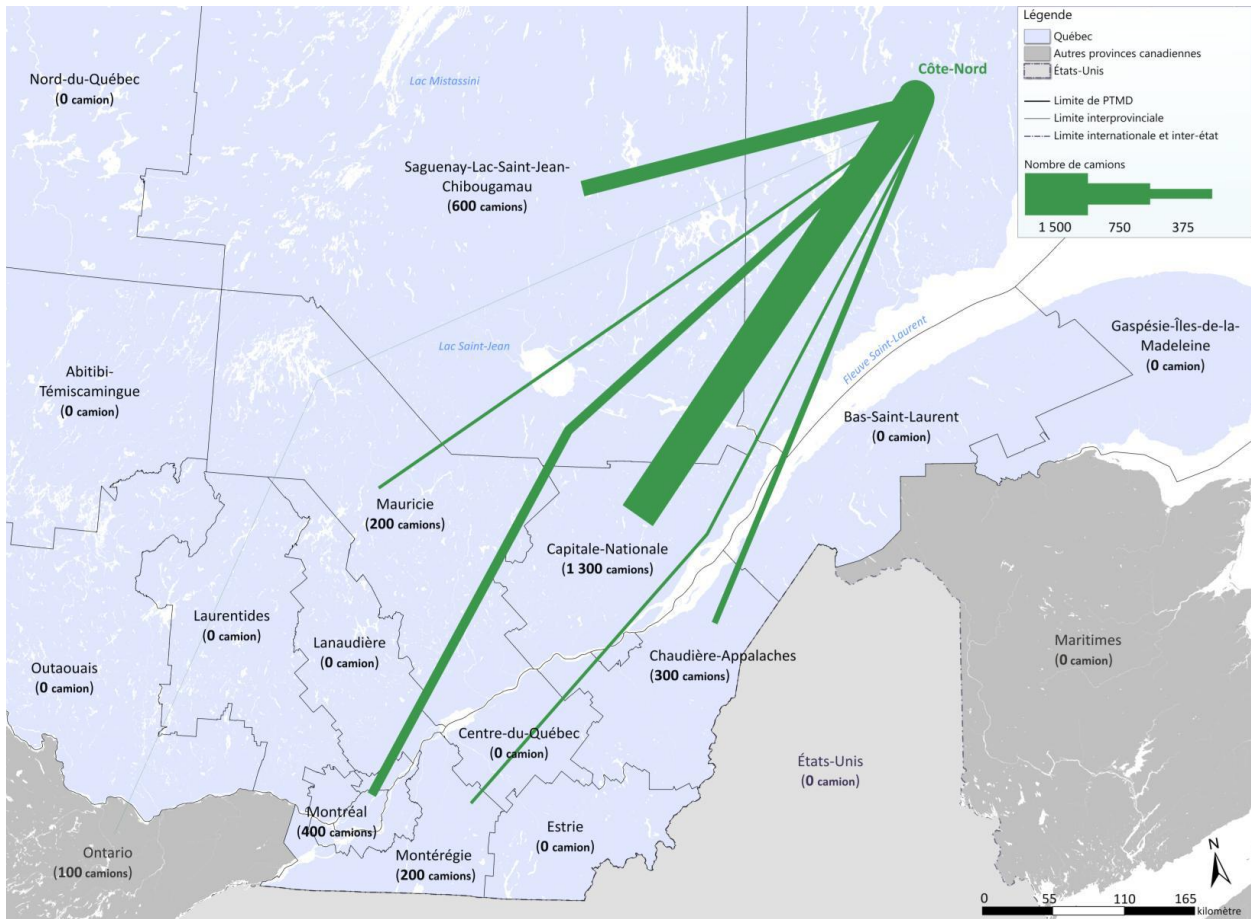 Légende
Québec
Autres provinces canadiennes
États-Unis
Limite de PTMD
Limite interprovinciale
Limite internationale et inter-état
Nombre de camions
1 500 750 375
Nord-du-Québec
(0 camion)
Lac Mistassini
Côte-Nord
Saguenay-Lac-Saint-Jean-
Chibougamau
(600 camions)
Gaspésie-Îles-de-la-
Madeleine
(0 camion)
Fleuve Saint-Laurent
Lac Saint-Jean
Abitibi-
Témiscamingue
(0 camion)
Bas-Saint-Laurent
(0 camion)
Mauricie
(200 camions)
Capitale-Nationale
(1 300 camions)
Laurentides
(0 camion)
Lanaudière
(0 camion)
Outaouais
(0 camion)
Chaudière-Appalaches
(300 camions)
Maritimes
(0 camion)
Centre-du-Québec
(0 camion)
États-Unis
(0 camion)
Montréal
(400 camions)
Estrie
(0 camion)
Ontario
(100 camions)
Montérégie
(200 camions)
N
0 55 110 165
kilomètre